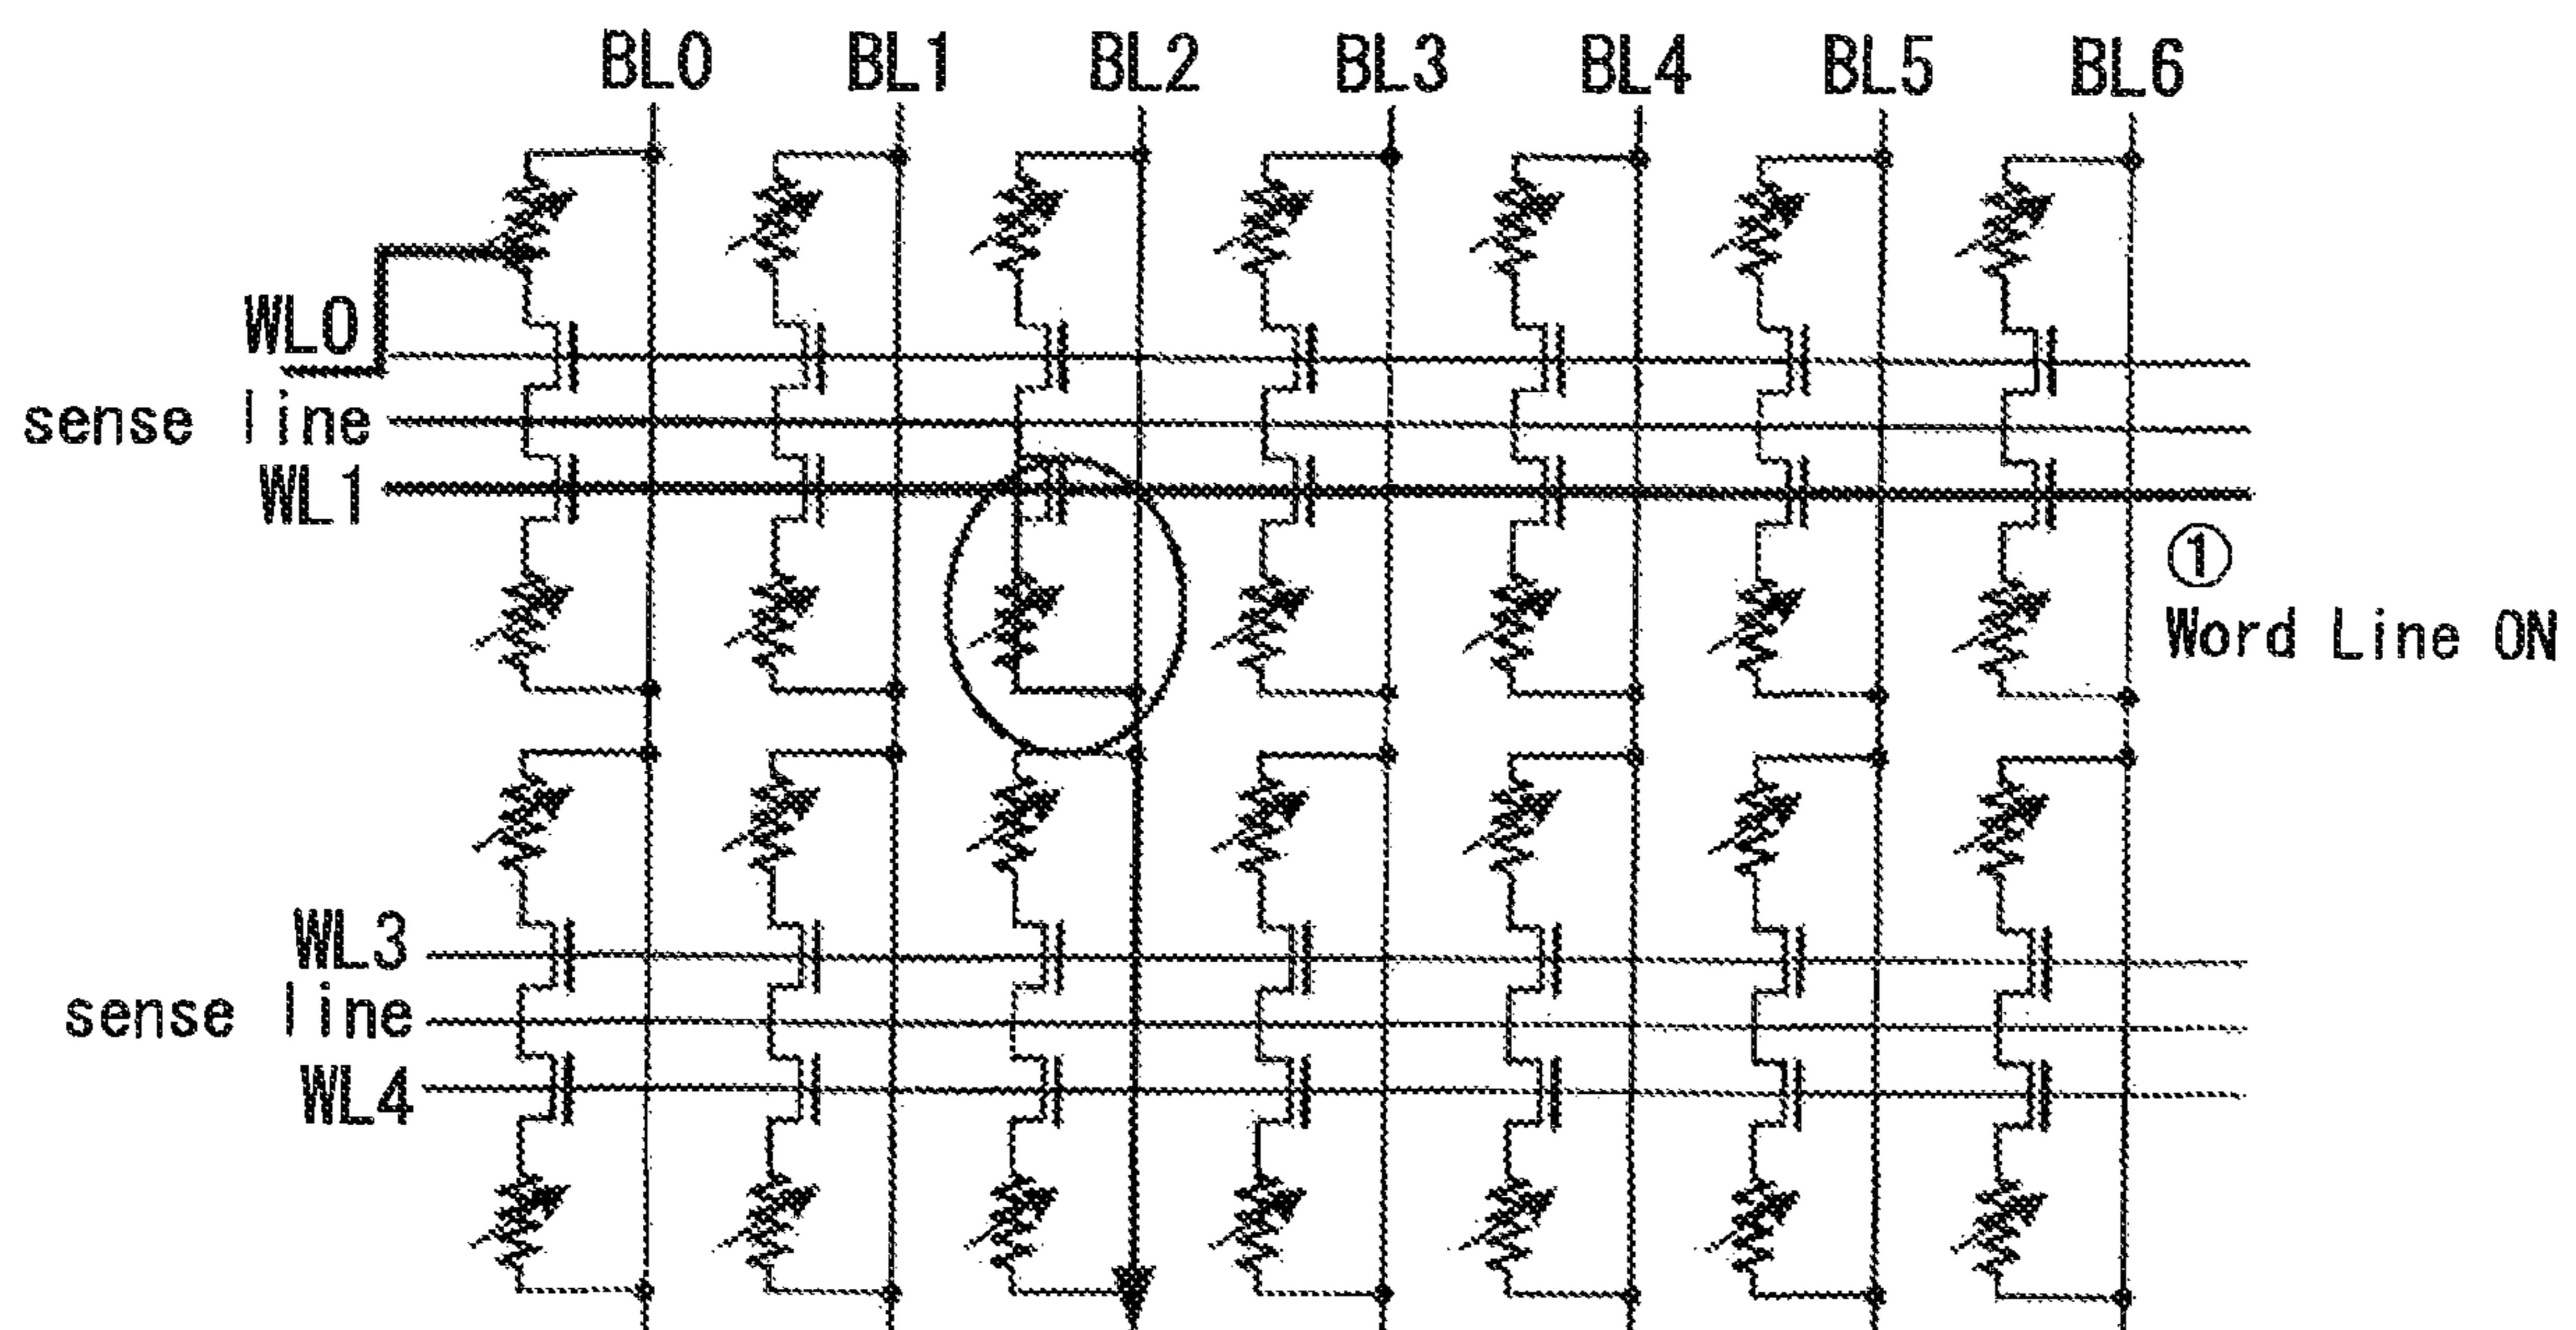 BL0 BL1 BL2 BL3 BL4 BL5 BL6
WL0
sense line
WL1
①
Word Line ON
WL3
sense line
WL4